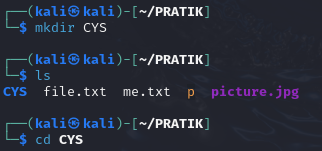 ┌──(kali㉿kali)-[~/PRATIK]
└─$ mkdir CYS
┌──(kali㉿kali)-[~/PRATIK]
└─$ ls
CYS file.txt me.txt p picture.jpg
┌──(kali㉿kali)-[~/PRATIK]
└─$ cd CYS